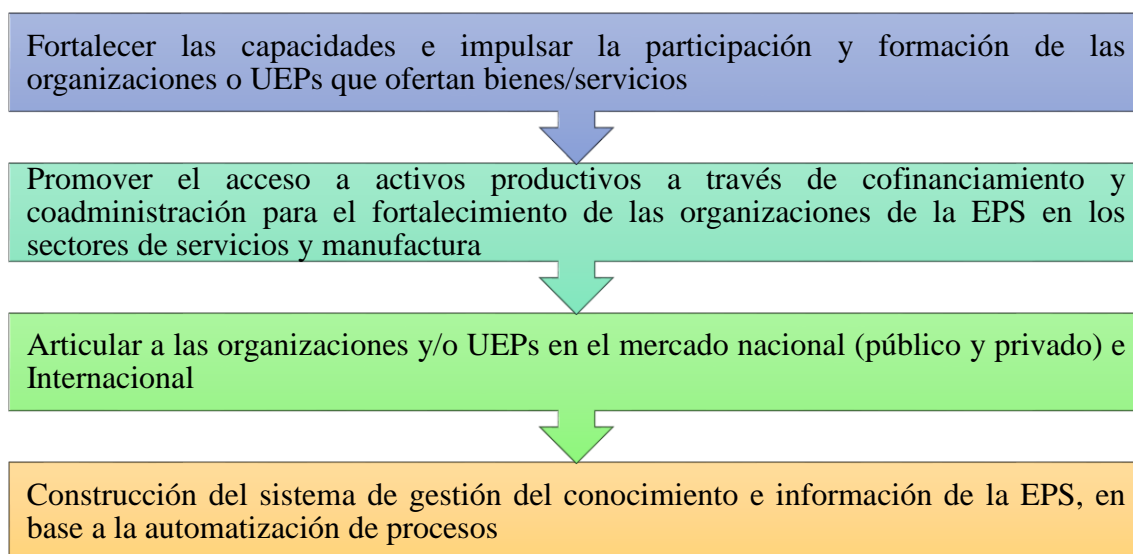 Fortalecer las capacidades e impulsar la participación y formación de las
organizaciones o UEPs que ofertan bienes/servicios
Promover el acceso a activos productivos a través de cofinanciamiento y
coadministración para el fortalecimiento de las organizaciones de la EPS en los
sectores de servicios y manufactura
Articular a las organizaciones y/o UEPs en el mercado nacional (público y privado) e
Internacional
Construcción del sistema de gestión del conocimiento e información de la EPS, en
base a la automatización de procesos